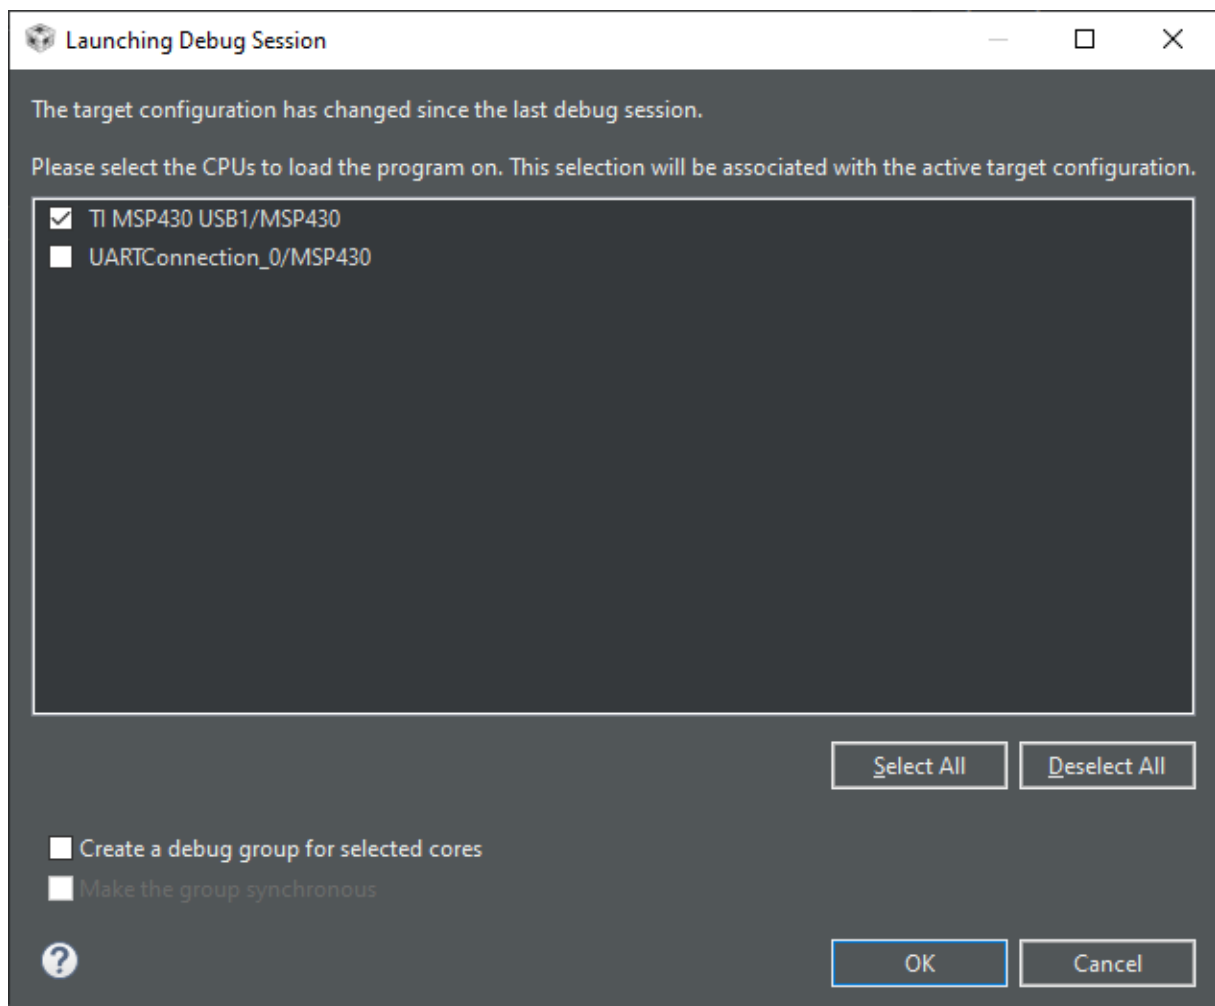 Launching Debug Session
The target configuration has changed since the last debug session.
Please select the CPUs to load the program on. This selection will be associated with the active target configuration.
TI MSP430 USB1/MSP430
UARTConnection_0/MSP430
Select All
Deselect All
Create a debug group for selected cores
Make the group synchronous
?
OK
Cancel